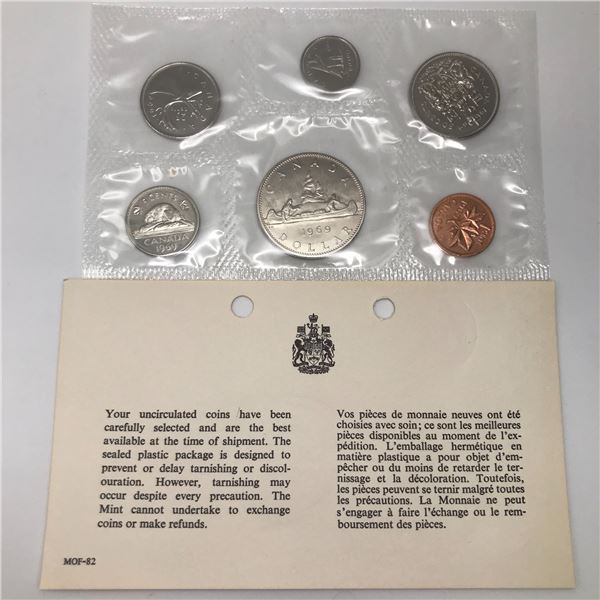 5 CENTS
CANADA
1969
CANADA
1969
DOLLAR
CANADA
Your uncirculated coins have been
carefully selected and are the best
available at the time of shipment. The
sealed plastic package is designed to
prevent or delay tarnishing or discol-
ouration. However, tarnishing may
occur despite every precaution. The
Mint cannot undertake to exchange
coins or make refunds.
Vos pièces de monnaie neuves ont été
choisies avec soin; ce sont les meilleures
pièces disponibles au moment de l'ex-
pédition. L'emballage hermétique en
matière plastique a pour objet d'em-
pêcher ou du moins de retarder le ter-
nissage et la décoloration. Toutefois,
les pièces peuvent se ternir malgré toutes
les précautions. La Monnaie ne peut
s'engager à faire l'échange ou le rem-
boursement des pièces.
MOF-82